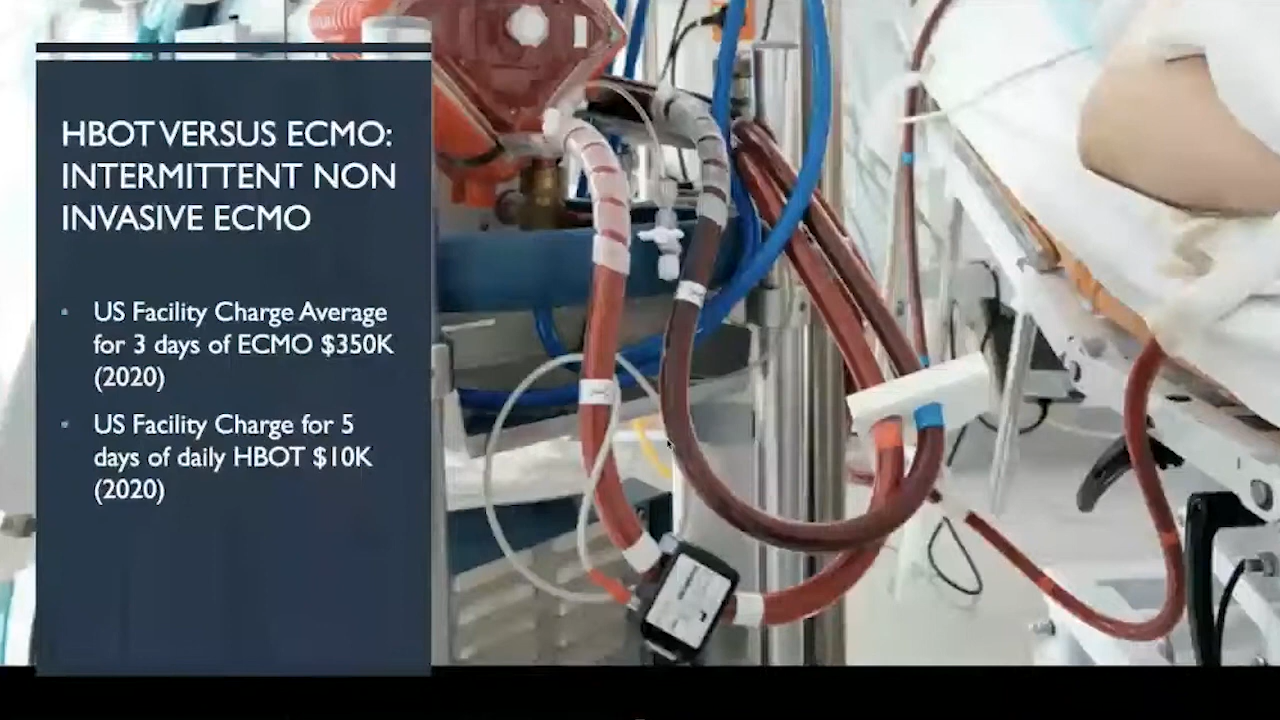 HBOT VERSUS ECMO:
INTERMITTENT NON
INVASIVE ECMO
US Facility Charge Average
for 3 days of ECMO $350K
(2020)
US Facility Charge for 5
days of daily HBOT $10K
(2020)